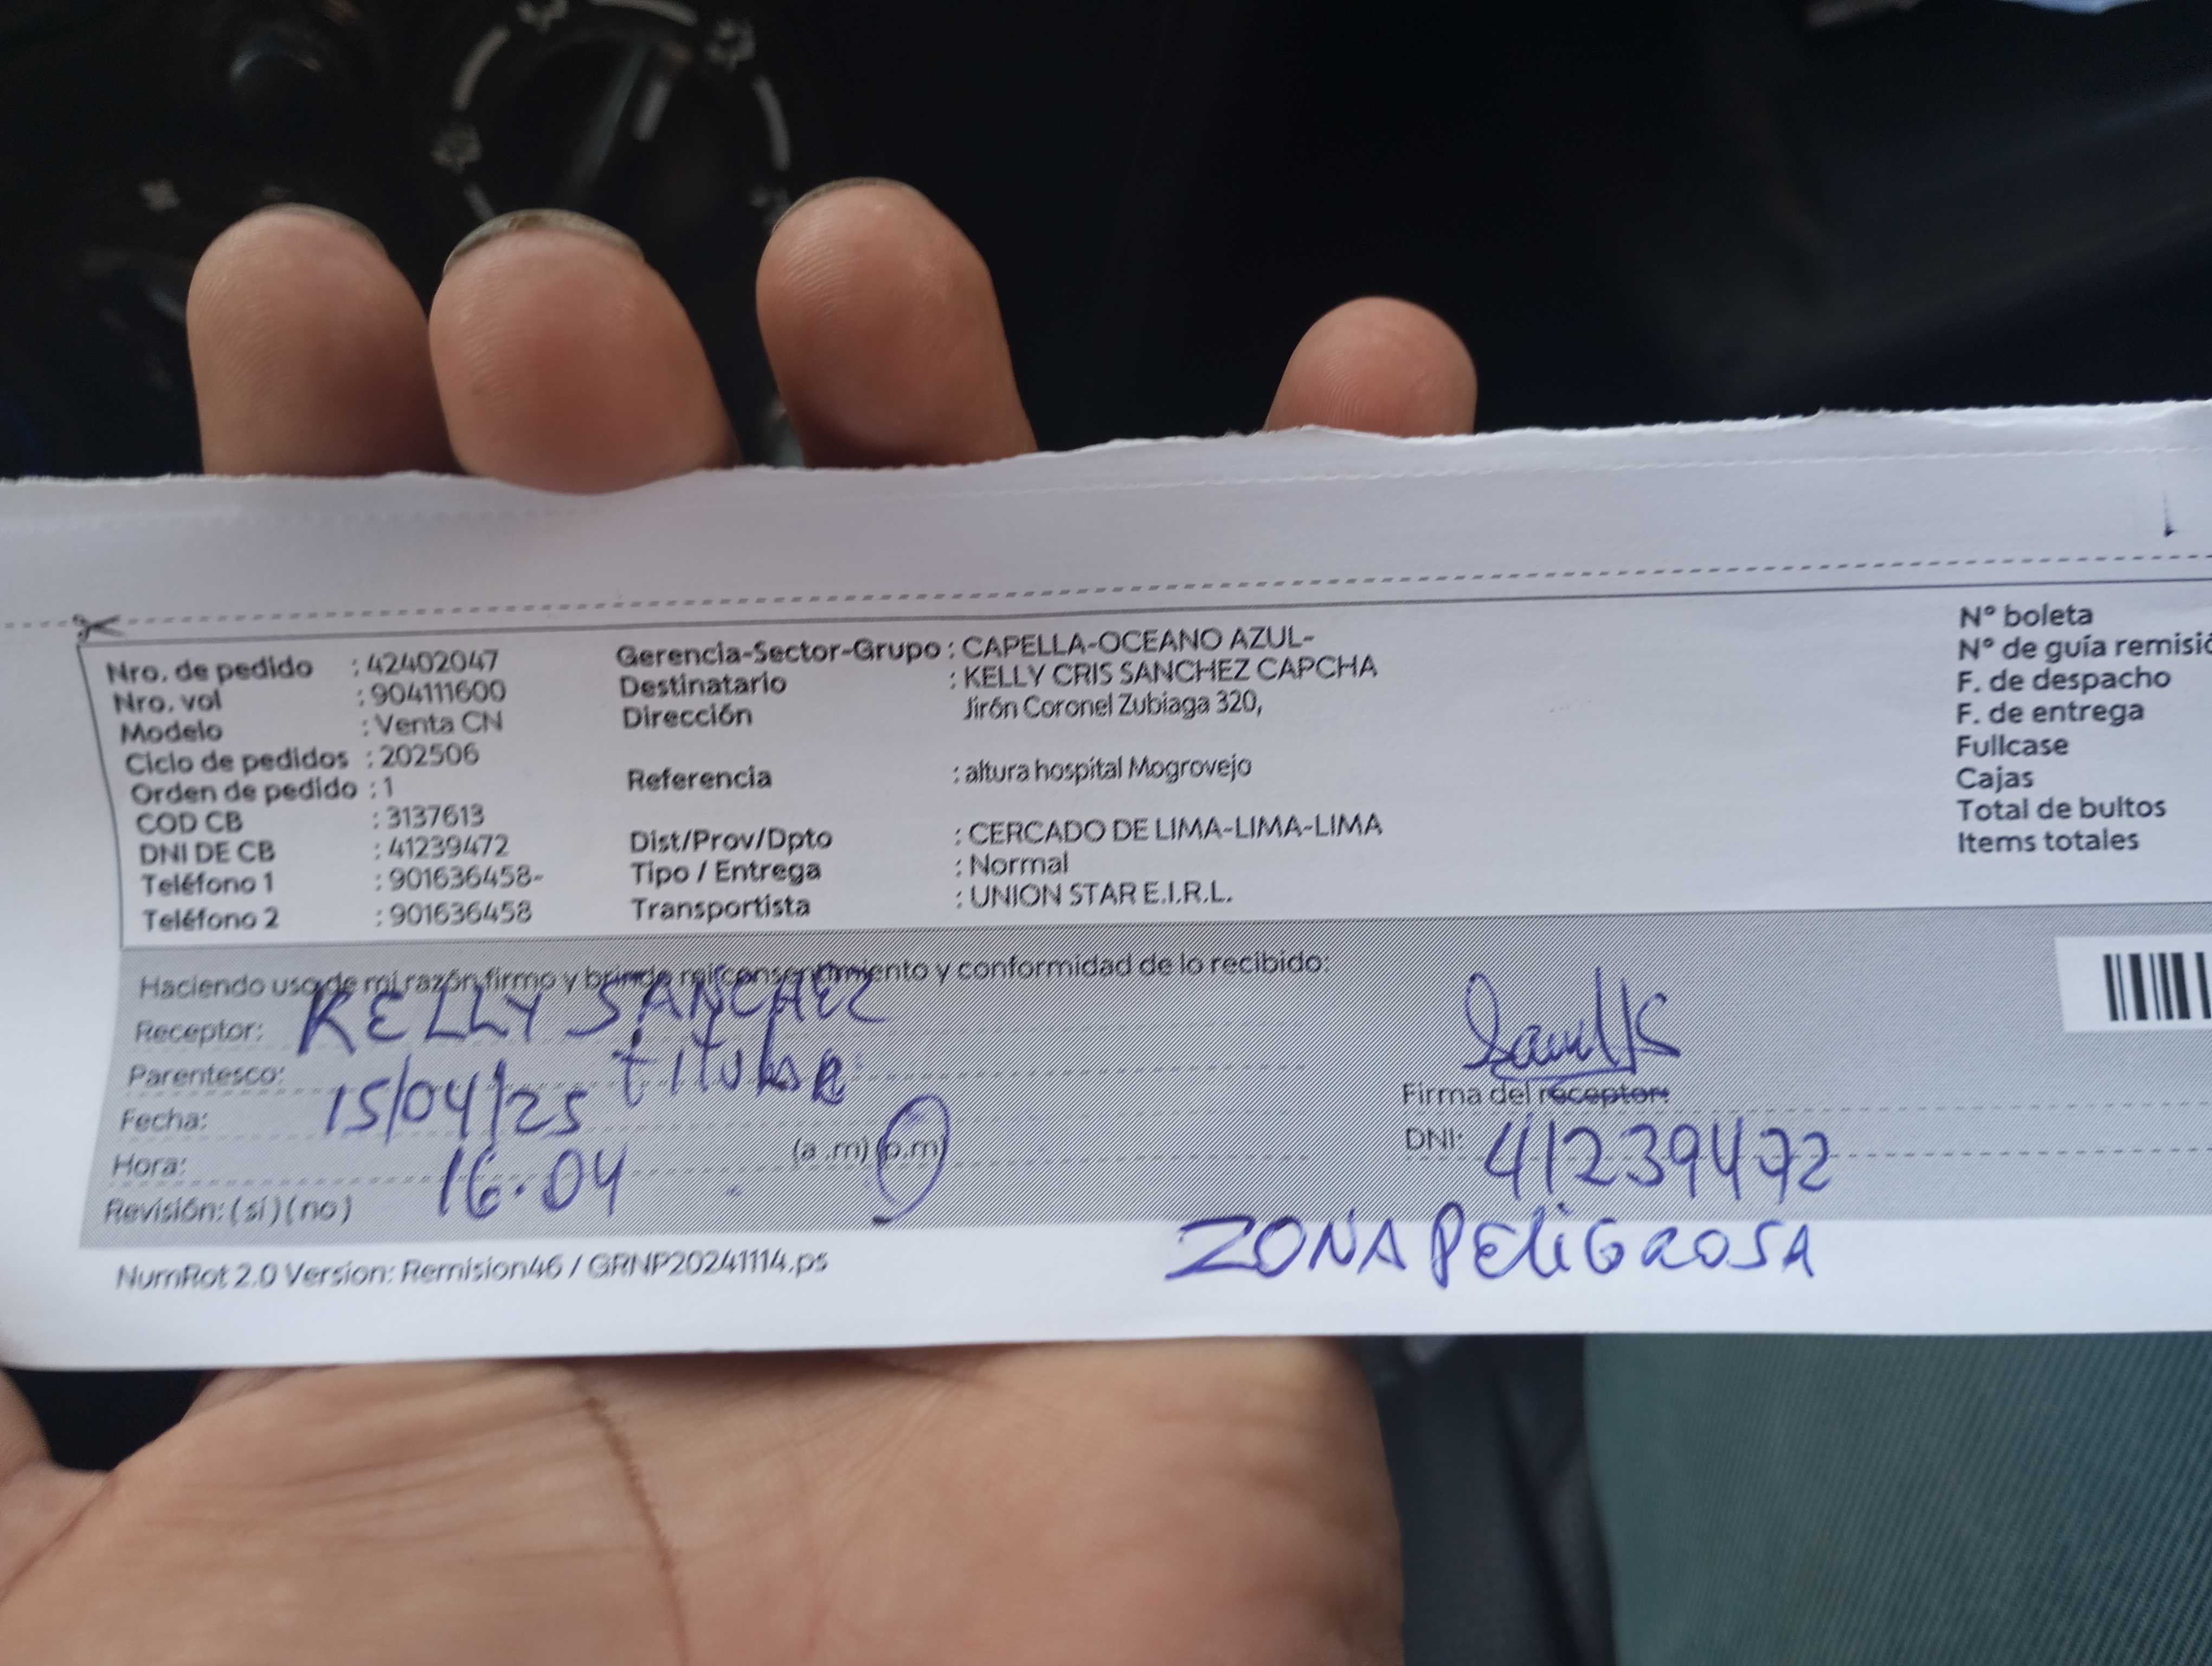 Nro. de pedido : 42402047
Nro. vol : 904111600
Modelo : Venta CN
Ciclo de pedidos : 202506
Orden de pedido : 1
COD CB : 3137613
DNI DE CB : 41239472
Teléfono 1 : 901636458-
Teléfono 2 : 901636458
Gerencia-Sector-Grupo : CAPELLA-OCEANO AZUL-
Destinatario : KELLY CRIS SANCHEZ CAPCHA
Dirección Jirón Coronel Zubiaga 320,
Referencia : altura hospital Mogrovejo
Dist/Prov/Dpto : CERCADO DE LIMA-LIMA-LIMA
Tipo / Entrega : Normal
Transportista : UNION STAR E.I.R.L.
N° boleta
N° de guía remisió
F. de despacho
F. de entrega
Fullcase
Cajas
Total de bultos
Items totales
Haciendo uso de mi razón firmo y brindo mi consentimiento y conformidad de lo recibido:
Receptor: KELLY SANCHEZ
Parentesco: titular
Fecha: 15/04/25
Hora: 16.04 (a .m) (p.m)
Revisión: (si) (no)
Firma del receptor:
DNI: 41239472
ZONA PELIGROSA
NumRot 2.0 Version: Remision46 / GRNP20241114.ps